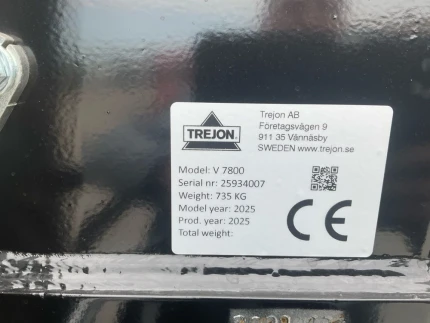 TREJON
Trejon AB
Företagsvägen 9
911 35 Vännäsby
SWEDEN www.trejon.se
Model: V 7800
Serial nr: 25934007
Weight: 735 KG
Model year: 2025
Prod. year: 2025
Total weight:
CE